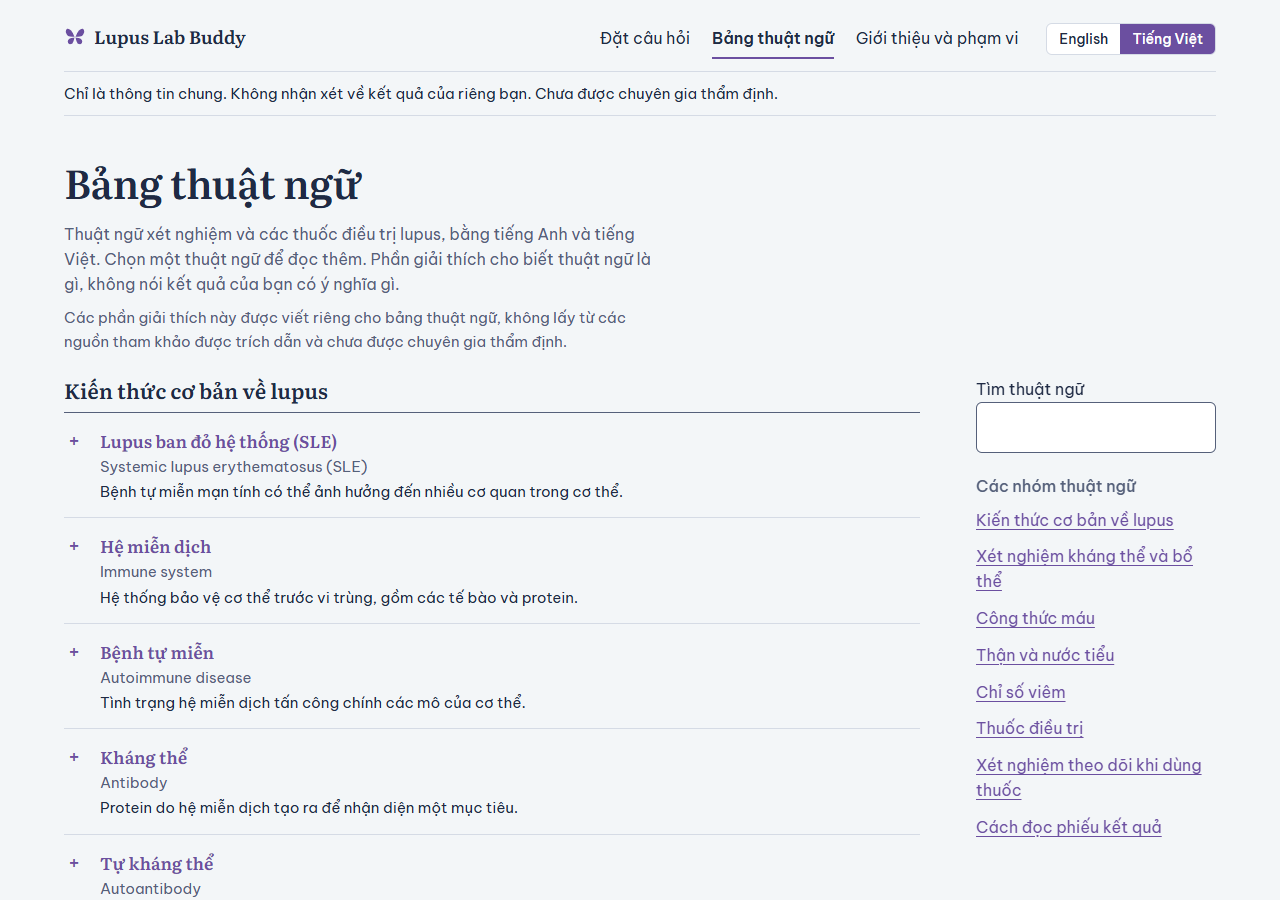 Lupus Lab Buddy
Đặt câu hỏi
Bảng thuật ngữ
Giới thiệu và phạm vi
English
Tiếng Việt
Chỉ là thông tin chung. Không nhận xét về kết quả của riêng bạn. Chưa được chuyên gia thẩm định.
Bảng thuật ngữ
Thuật ngữ xét nghiệm và các thuốc điều trị lupus, bằng tiếng Anh và tiếng
Việt. Chọn một thuật ngữ để đọc thêm. Phần giải thích cho biết thuật ngữ là
gì, không nói kết quả của bạn có ý nghĩa gì.
Các phần giải thích này được viết riêng cho bảng thuật ngữ, không lấy từ các
nguồn tham khảo được trích dẫn và chưa được chuyên gia thẩm định.
Kiến thức cơ bản về lupus
+ Lupus ban đỏ hệ thống (SLE)
Systemic lupus erythematosus (SLE)
Bệnh tự miễn mạn tính có thể ảnh hưởng đến nhiều cơ quan trong cơ thể.
+ Hệ miễn dịch
Immune system
Hệ thống bảo vệ cơ thể trước vi trùng, gồm các tế bào và protein.
+ Bệnh tự miễn
Autoimmune disease
Tình trạng hệ miễn dịch tấn công chính các mô của cơ thể.
+ Kháng thể
Antibody
Protein do hệ miễn dịch tạo ra để nhận diện một mục tiêu.
+ Tự kháng thể
Autoantibody
Tìm thuật ngữ
Các nhóm thuật ngữ
Kiến thức cơ bản về lupus
Xét nghiệm kháng thể và bổ
thể
Công thức máu
Thận và nước tiểu
Chỉ số viêm
Thuốc điều trị
Xét nghiệm theo dõi khi dùng
thuốc
Cách đọc phiếu kết quả